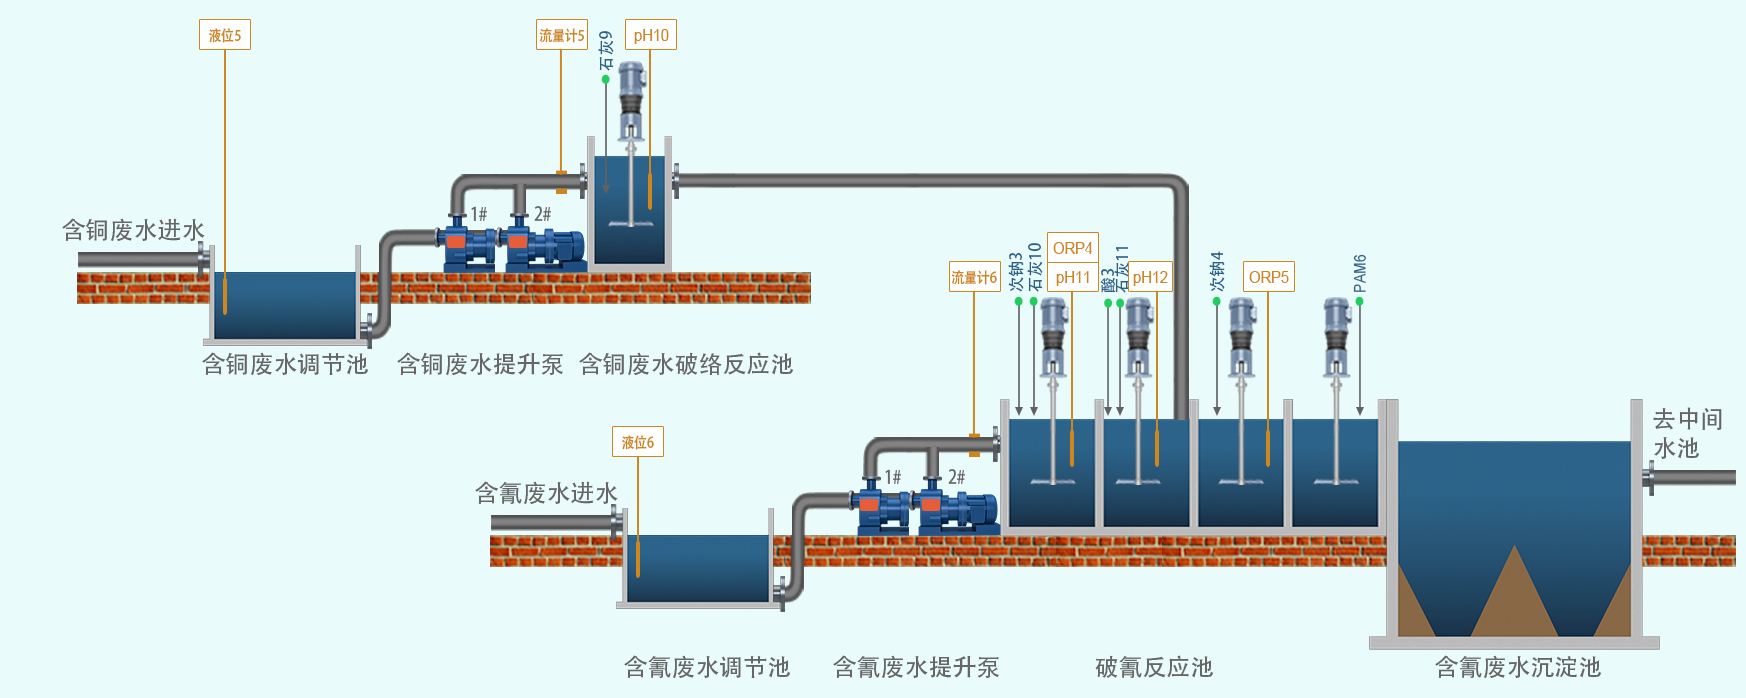 液位5
流量计5
石灰9
pH10
含铜废水进水
1#
2#
含铜废水调节池
含铜废水提升泵
含铜废水破络反应池
流量计6
次钠3
石灰10
ORP4
pH11
酸3
石灰11
pH12
次钠4
ORP5
PAM6
去中间
水池
液位6
含氰废水进水
1#
2#
含氰废水调节池
含氰废水提升泵
破氰反应池
含氰废水沉淀池